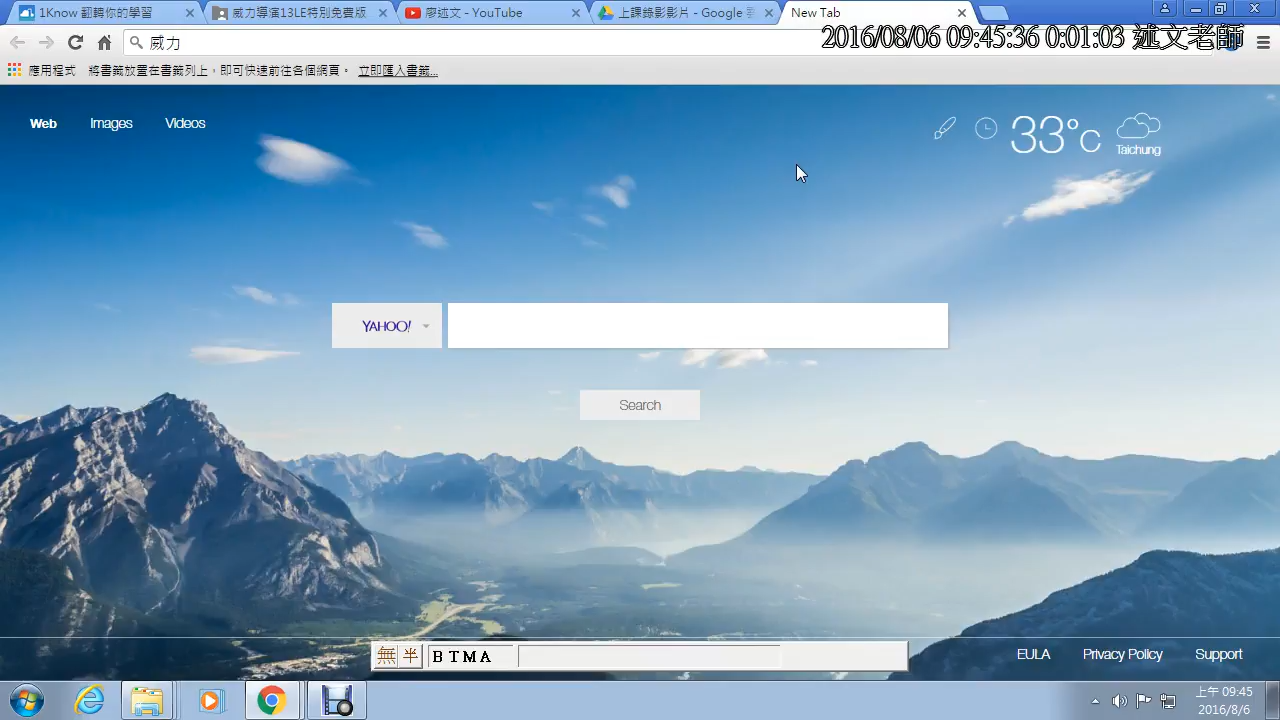 1Know 翻轉你的學習
威力導演13LE特別免費版
廖述文 - YouTube
上課錄影影片 - Google
New Tab
威力
2016/08/06 09:45:36 0:01:03 述文老師
應用程式 將書籤放置在書籤列上，即可快速前往各個網頁。 立即匯入書籤...
Web Images Videos
33°C
Taichung
YAHOO!
Search
無 半 B T M A
EULA Privacy Policy Support
上午 09:45
2016/8/6